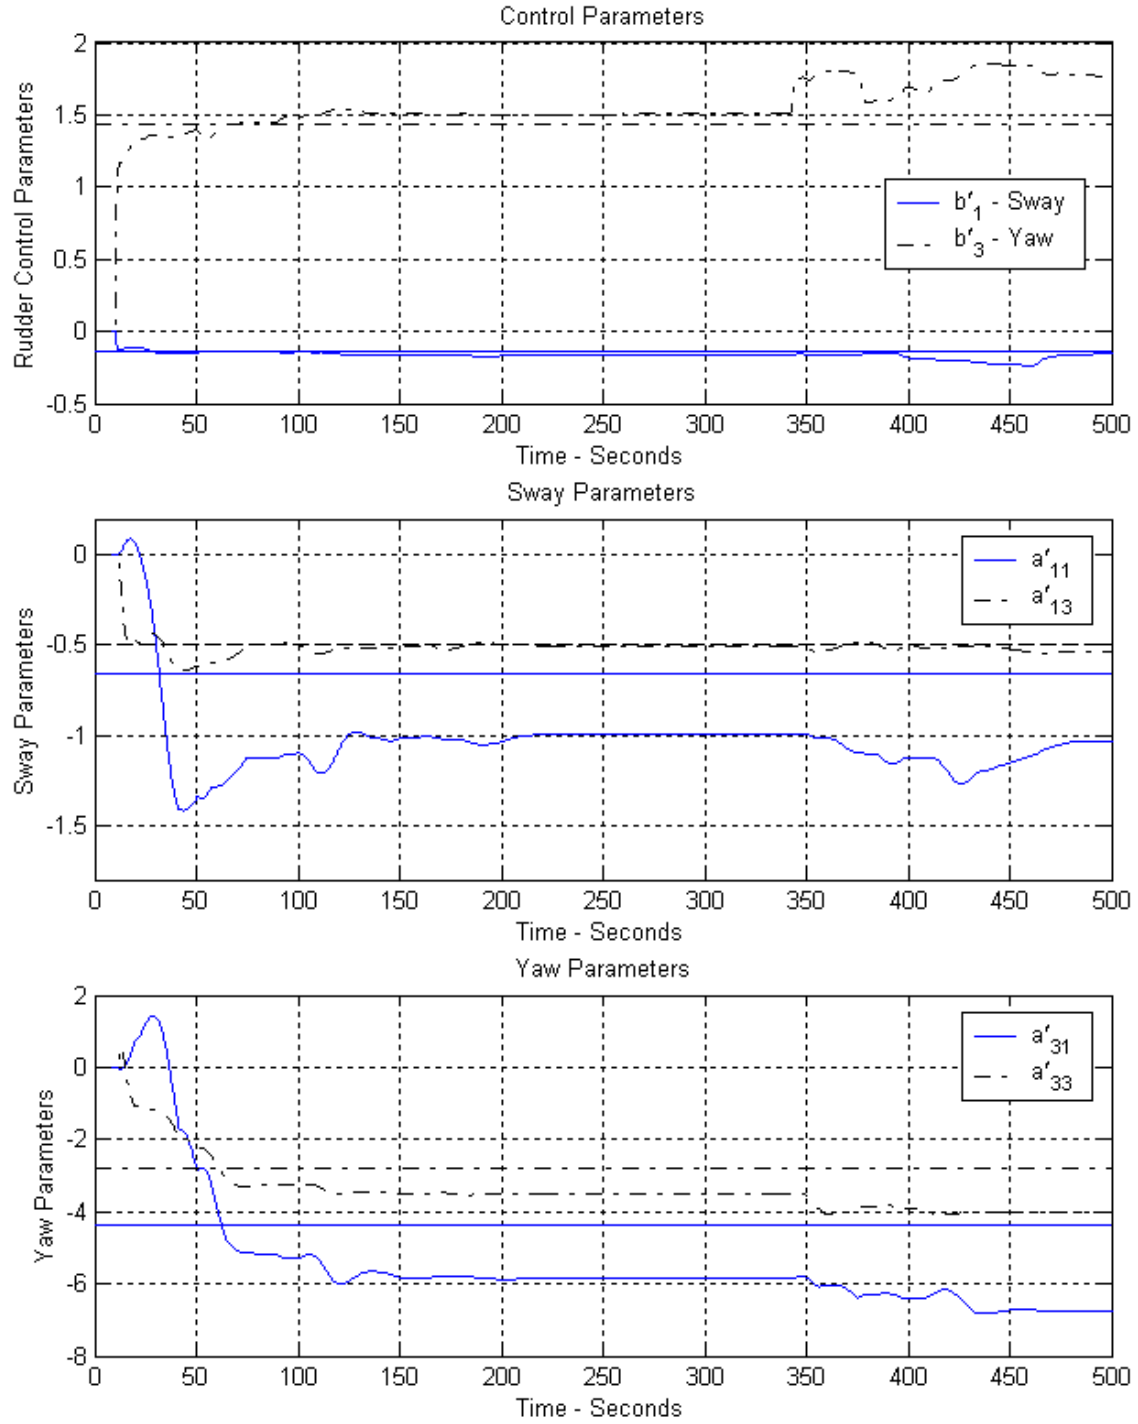 Control Parameters
2
1.5
1
0.5
0
-0.5
Rudder Control Parameters
b′1 - Sway
b′3 - Yaw
0 50 100 150 200 250 300 350 400 450 500
Time - Seconds
Sway Parameters
0
-0.5
-1
-1.5
Sway Parameters
a′11
a′13
0 50 100 150 200 250 300 350 400 450 500
Time - Seconds
Yaw Parameters
2
0
-2
-4
-6
-8
Yaw Parameters
a′31
a′33
0 50 100 150 200 250 300 350 400 450 500
Time - Seconds